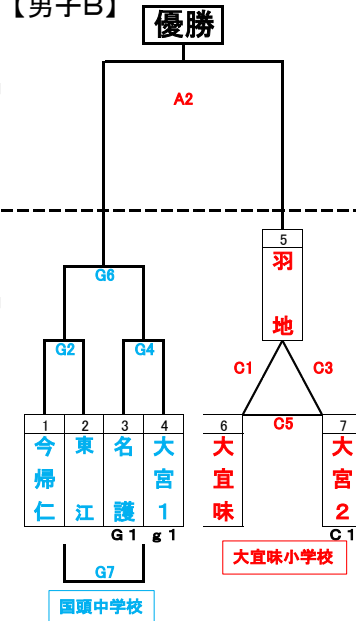 【男子B】
優勝
A2
5
羽地
G6
G2
G4
C1
C3
C5
1
2
3
4
6
7
今帰仁
東江
名護
大宮1
大宜味
大宮2
G1
g1
C1
G7
大宜味小学校
国頭中学校